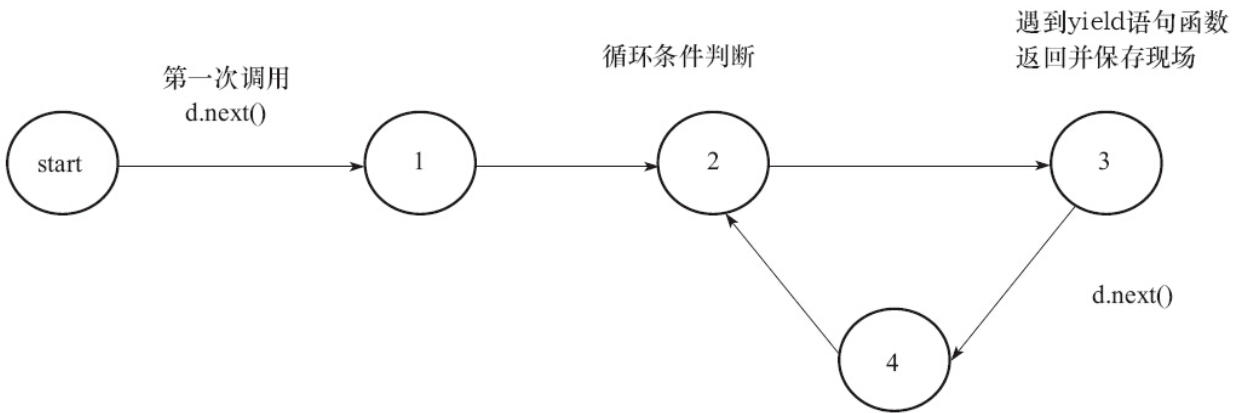 遇到yield语句函数
返回并保存现场
循环条件判断
第一次调用
d.next()
start
1
2
3
d.next()
4